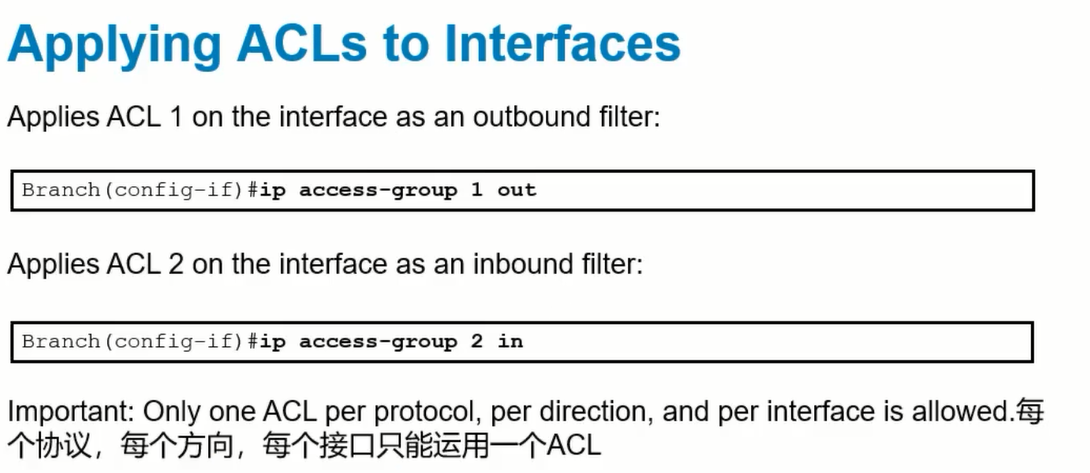 Applying ACLs to Interfaces
Applies ACL 1 on the interface as an outbound filter:
Branch(config-if)#ip access-group 1 out
Applies ACL 2 on the interface as an inbound filter:
Branch(config-if)#ip access-group 2 in
Important: Only one ACL per protocol, per direction, and per interface is allowed.每
个协议，每个方向，每个接口只能运用一个ACL